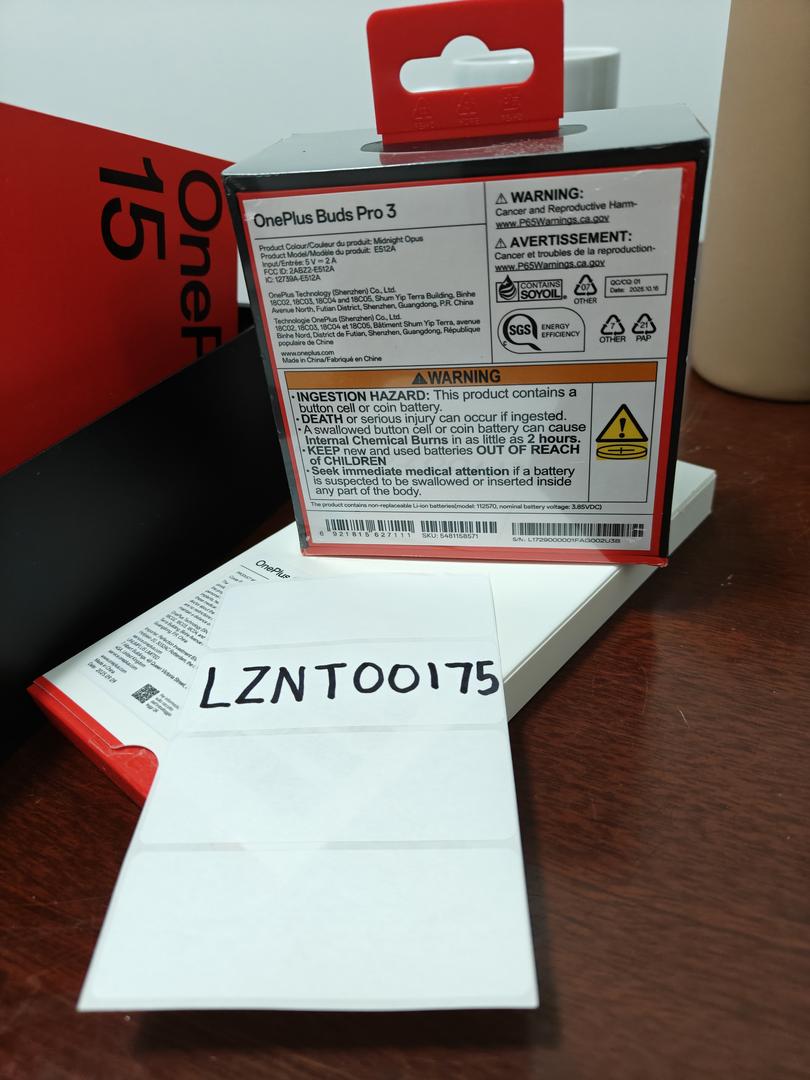 OnePlus 15
OnePlus Buds Pro 3
Product Colour/Couleur du produit: Midnight Opus
Product Model/Modèle du produit: E512A
Input/Entrée: 5 V ⎓ 2 A
FCC ID: 2ABZ2-E512A
IC: 12739A-E512A
OnePlus Technology (Shenzhen) Co., Ltd.
18C02, 18C03, 18C04 and 18C05, Shum Yip Terra Building, Binhe
Avenue North, Futian District, Shenzhen, Guangdong, P.R. China
Technologie OnePlus (Shenzhen) Co., Ltd.
18C02, 18C03, 18C04 et 18C05, Bâtiment Shum Yip Terra, avenue
Binhe Nord, District de Futian, Shenzhen, Guangdong, République
populaire de Chine
www.oneplus.com
Made in China/Fabriqué en Chine
⚠ WARNING:
Cancer and Reproductive Harm-
www.P65Warnings.ca.gov
⚠ AVERTISSEMENT:
Cancer et troubles de la reproduction-
www.P65Warnings.ca.gov
CONTAINS
SOYOIL
07
OTHER
QC/CQ: 01
Date: 2025.10.16
SGS
ENERGY
EFFICIENCY
7
OTHER
21
PAP
⚠WARNING
• INGESTION HAZARD: This product contains a
button cell or coin battery.
• DEATH or serious injury can occur if ingested.
• A swallowed button cell or coin battery can cause
Internal Chemical Burns in as little as 2 hours.
• KEEP new and used batteries OUT OF REACH
of CHILDREN
• Seek immediate medical attention if a battery
is suspected to be swallowed or inserted inside
any part of the body.
The product contains non-replaceable Li-ion batteries(model: 112570, nominal battery voltage: 3.85VDC)
6 921815 627111
SKU: 5481158571
S/N: L1729000001FAG002U3B
OnePlus
Made in China
LZNT00175